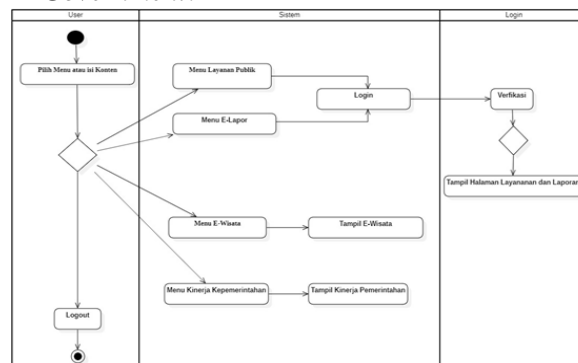 User
Sistem
Login
Pilih Menu atau isi Konten
Menu Layanan Publik
Login
Verfikasi
Menu E-Lapor
Tampil Halaman Layananan dan Laporan
Menu E-Wisata
Tampil E-Wisata
Menu Kinerja Kepemerintahan
Tampil Kinerja Pemerintahan
Logout